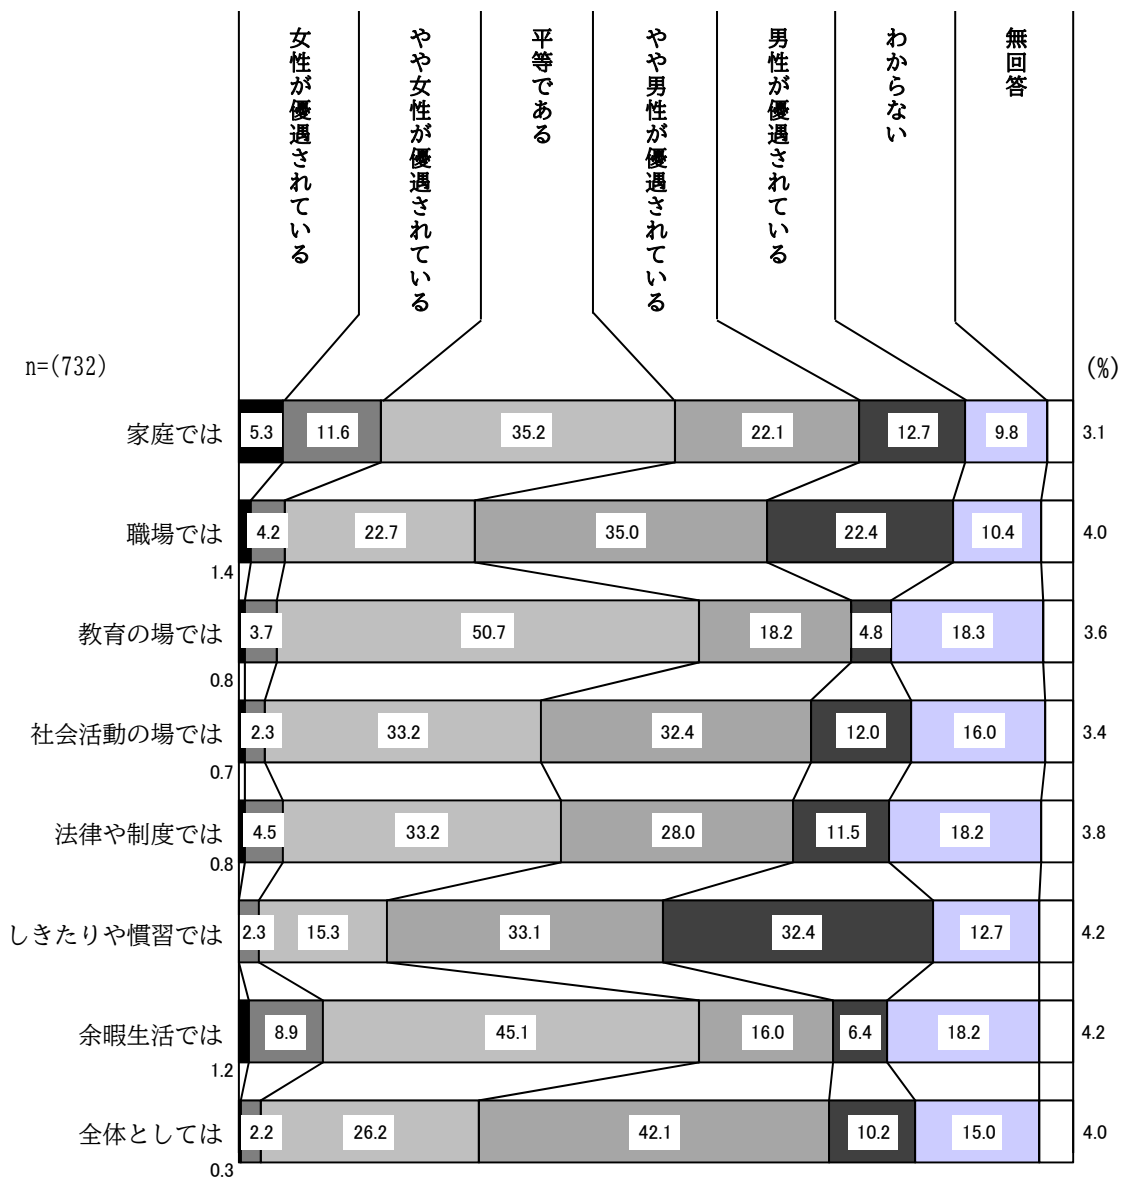 女性が優遇されている
やや女性が優遇されている
平等である
やや男性が優遇されている
男性が優遇されている
わからない
無回答
n=(732)
(%)
家庭では 5.3 11.6 35.2 22.1 12.7 9.8 3.1
職場では 4.2 22.7 35.0 22.4 10.4 4.0
1.4
教育の場では 3.7 50.7 18.2 4.8 18.3 3.6
0.8
社会活動の場では 2.3 33.2 32.4 12.0 16.0 3.4
0.7
法律や制度では 4.5 33.2 28.0 11.5 18.2 3.8
0.8
しきたりや慣習では 2.3 15.3 33.1 32.4 12.7 4.2
余暇生活では 8.9 45.1 16.0 6.4 18.2 4.2
1.2
全体としては 2.2 26.2 42.1 10.2 15.0 4.0
0.3